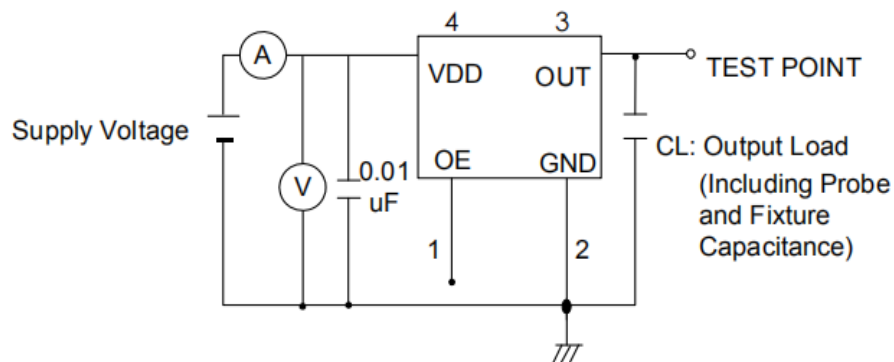 4
3
A
VDD
OUT
TEST POINT
Supply Voltage
V
0.01
uF
OE
GND
CL: Output Load
(Including Probe
and Fixture
Capacitance)
1
2